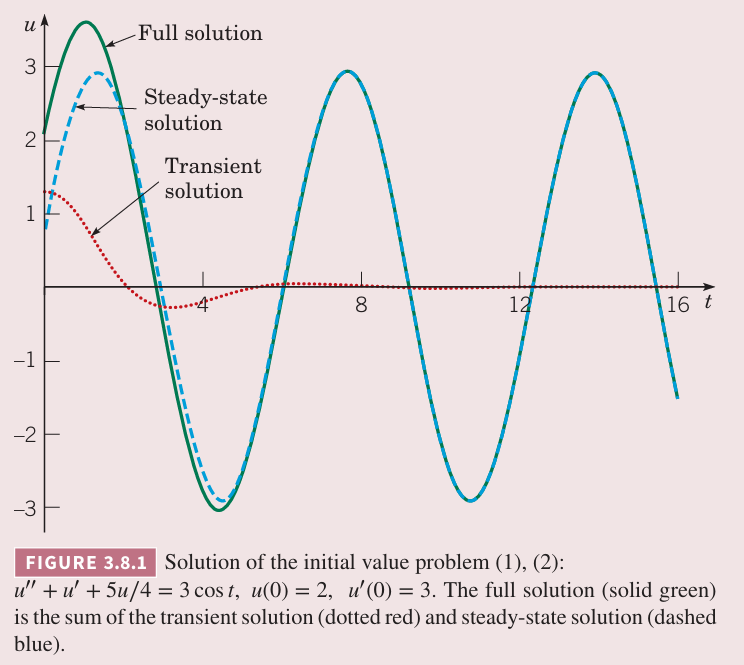 u
Full solution
3
Steady-state
solution
2
Transient
solution
1
4
8
12
16
t
–1
–2
–3
FIGURE 3.8.1 Solution of the initial value problem (1), (2):
u″ + u′ + 5u/4 = 3 cos t, u(0) = 2, u′(0) = 3. The full solution (solid green)
is the sum of the transient solution (dotted red) and steady-state solution (dashed
blue).